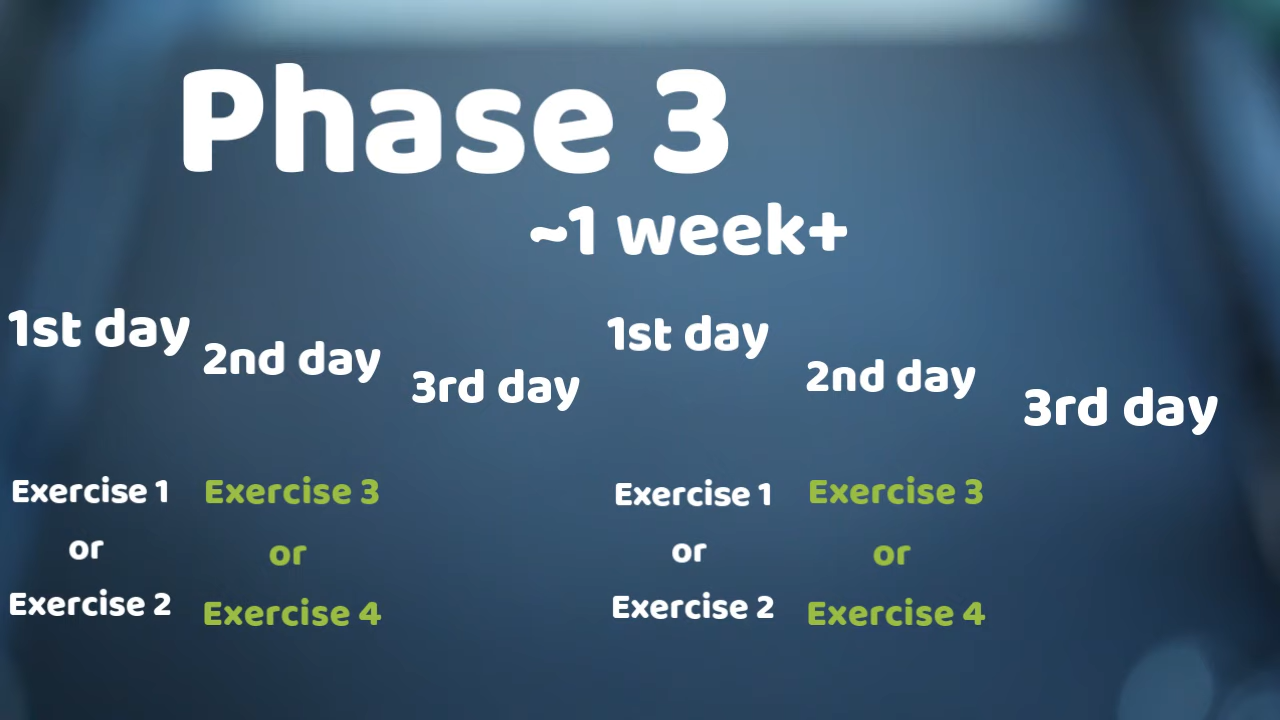 Phase 3
~1 week+
1st day
2nd day
3rd day
1st day
2nd day
3rd day
Exercise 1
or
Exercise 2
Exercise 3
or
Exercise 4
Exercise 1
or
Exercise 2
Exercise 3
or
Exercise 4